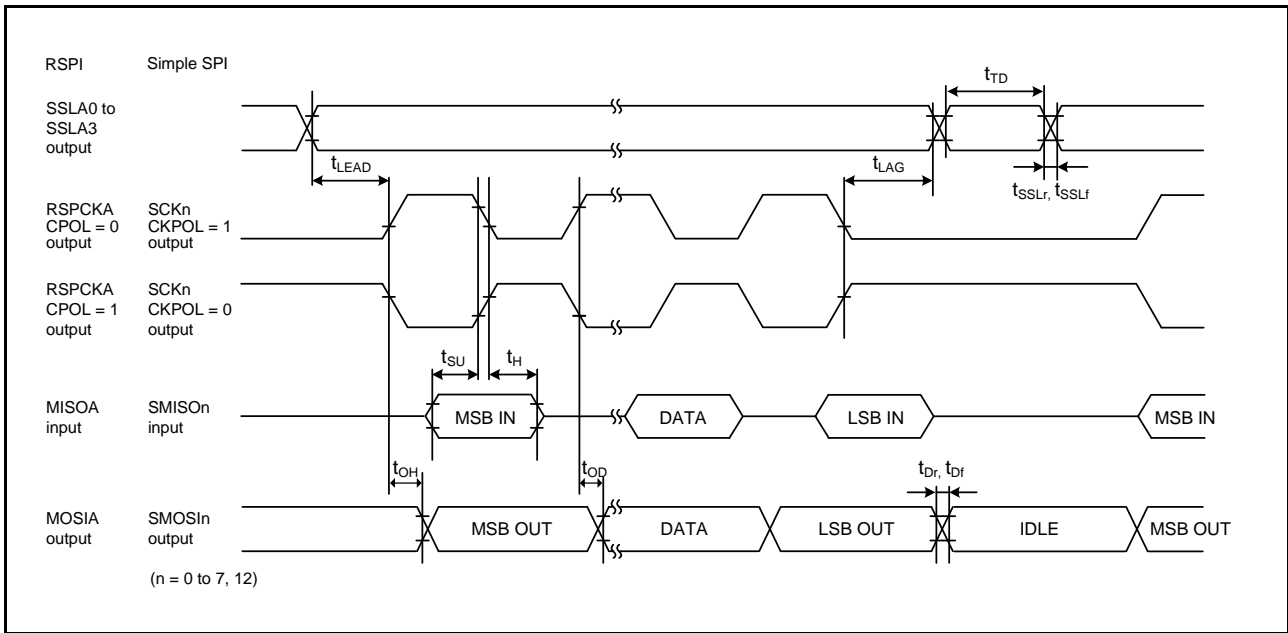 RSPI Simple SPI
SSLA0 to
SSLA3
output
tTD
tLEAD
tLAG
tSSLr, tSSLf
RSPCKA SCKn
CPOL = 0 CKPOL = 1
output output
RSPCKA SCKn
CPOL = 1 CKPOL = 0
output output
tSU tH
MISOA SMISOn
input input
MSB IN DATA LSB IN MSB IN
tOH tOD tDr, tDf
MOSIA SMOSIn
output output
MSB OUT DATA LSB OUT IDLE MSB OUT
(n = 0 to 7, 12)